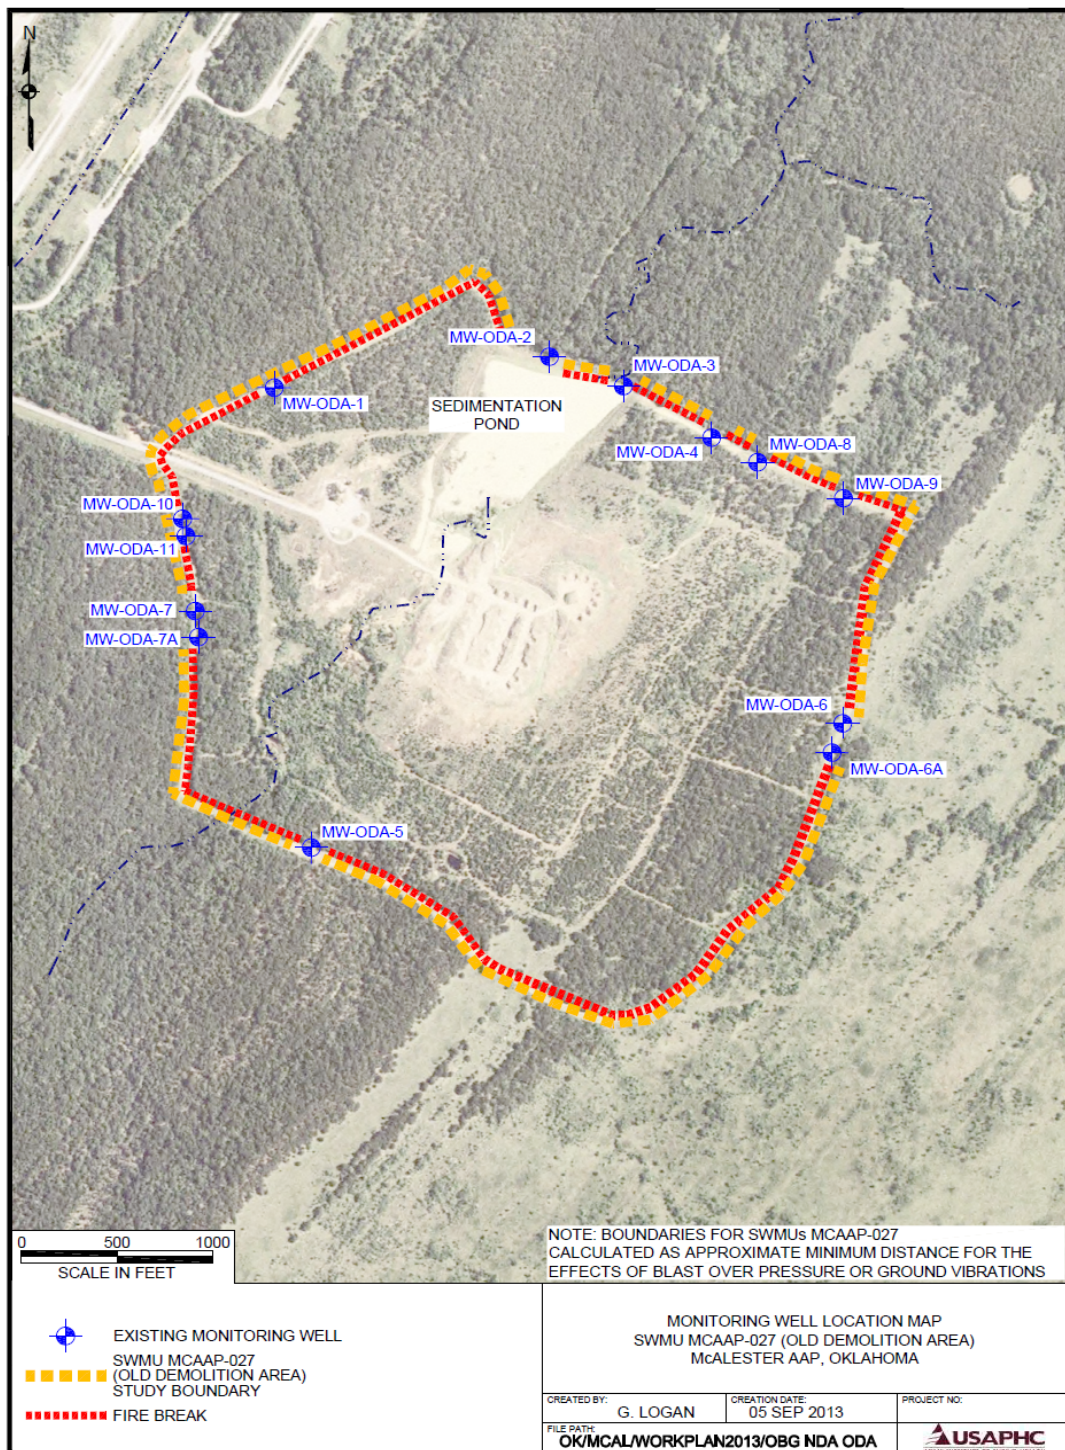 N
MW-ODA-2
MW-ODA-3
MW-ODA-1
SEDIMENTATION
POND
MW-ODA-4
MW-ODA-8
MW-ODA-9
MW-ODA-10
MW-ODA-11
MW-ODA-7
MW-ODA-7A
MW-ODA-6
MW-ODA-6A
MW-ODA-5
0 500 1000
SCALE IN FEET
NOTE: BOUNDARIES FOR SWMUs MCAAP-027
CALCULATED AS APPROXIMATE MINIMUM DISTANCE FOR THE
EFFECTS OF BLAST OVER PRESSURE OR GROUND VIBRATIONS
EXISTING MONITORING WELL
SWMU MCAAP-027
(OLD DEMOLITION AREA)
STUDY BOUNDARY
FIRE BREAK
MONITORING WELL LOCATION MAP
SWMU MCAAP-027 (OLD DEMOLITION AREA)
McALESTER AAP, OKLAHOMA
CREATED BY:
G. LOGAN
CREATION DATE:
05 SEP 2013
PROJECT NO:
FILE PATH:
OK/MCAL/WORKPLAN2013/OBG NDA ODA
USAPHC